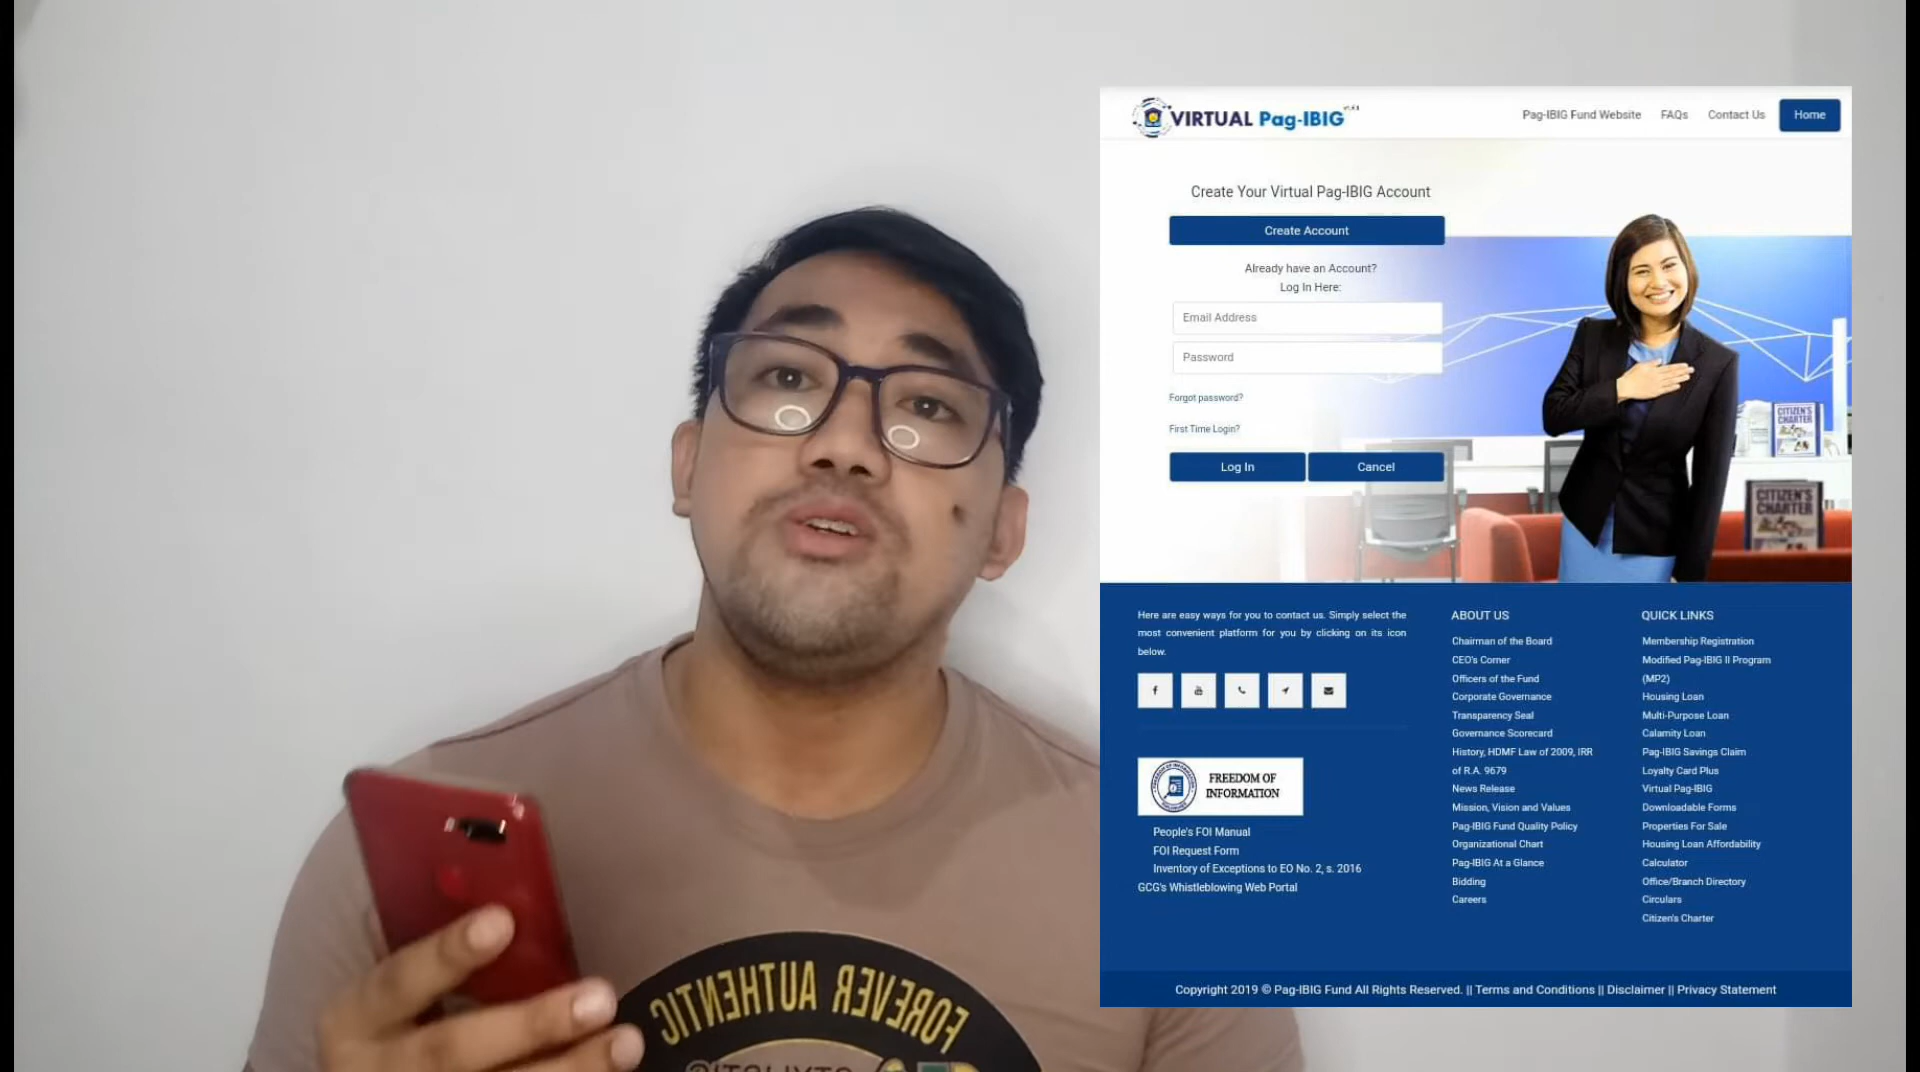 VIRTUAL Pag-IBIG
Pag-IBIG Fund Website FAQs Contact Us Home
Create Your Virtual Pag-IBIG Account
Create Account
Already have an Account?
Log In Here:
Email Address
Password
Forgot password?
First Time Login?
Log In Cancel
CITIZEN'S
CHARTER
CITIZEN'S
CHARTER
Here are easy ways for you to contact us. Simply select the
most convenient platform for you by clicking on its icon
below.
FREEDOM OF
INFORMATION
People's FOI Manual
FOI Request Form
Inventory of Exceptions to EO No. 2, s. 2016
GCG's Whistleblowing Web Portal
ABOUT US
Chairman of the Board
CEO's Corner
Officers of the Fund
Corporate Governance
Transparency Seal
Governance Scorecard
History, HDMF Law of 2009, IRR
of R.A. 9679
News Release
Mission, Vision and Values
Pag-IBIG Fund Quality Policy
Organizational Chart
Pag-IBIG At a Glance
Bidding
Careers
QUICK LINKS
Membership Registration
Modified Pag-IBIG II Program
(MP2)
Housing Loan
Multi-Purpose Loan
Calamity Loan
Pag-IBIG Savings Claim
Loyalty Card Plus
Virtual Pag-IBIG
Downloadable Forms
Properties For Sale
Housing Loan Affordability
Calculator
Office/Branch Directory
Circulars
Citizen's Charter
Copyright 2019 © Pag-IBIG Fund All Rights Reserved. || Terms and Conditions || Disclaimer || Privacy Statement
FOREVER AUTHENTIC